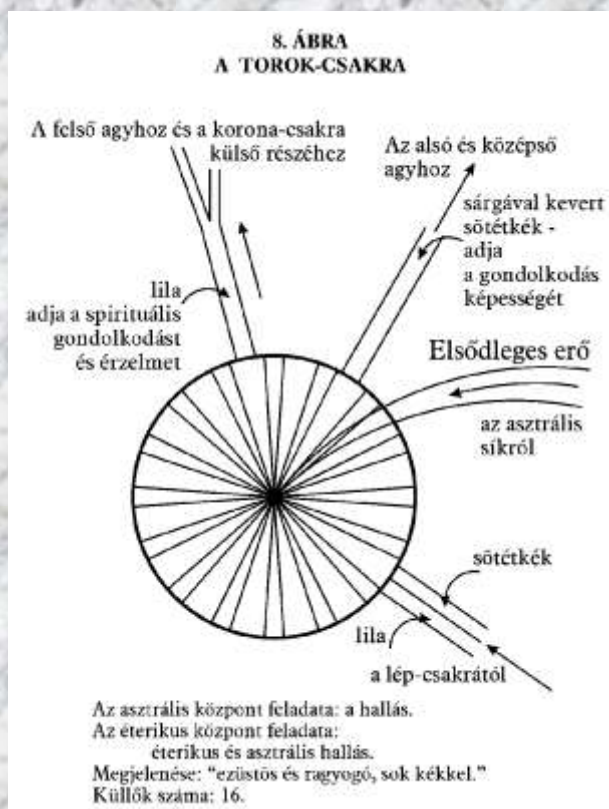 8. ÁBRA
A TOROK-CSAKRA
A felső agyhoz és a korona-csakra
külső részéhez
Az alsó és középső
agyhoz
sárgával kevert
sötétkék -
adja
a gondolkodás
képességét
lila
adja a spirituális
gondolkodást
és érzelmet
Elsődleges erő
az asztrális
síkról
sötétkék
lila
a lép-csakrától
Az asztrális központ feladata: a hallás.
Az éterikus központ feladata:
éterikus és asztrális hallás.
Megjelenése: "ezüstös és ragyogó, sok kékkel."
Küllők száma: 16.